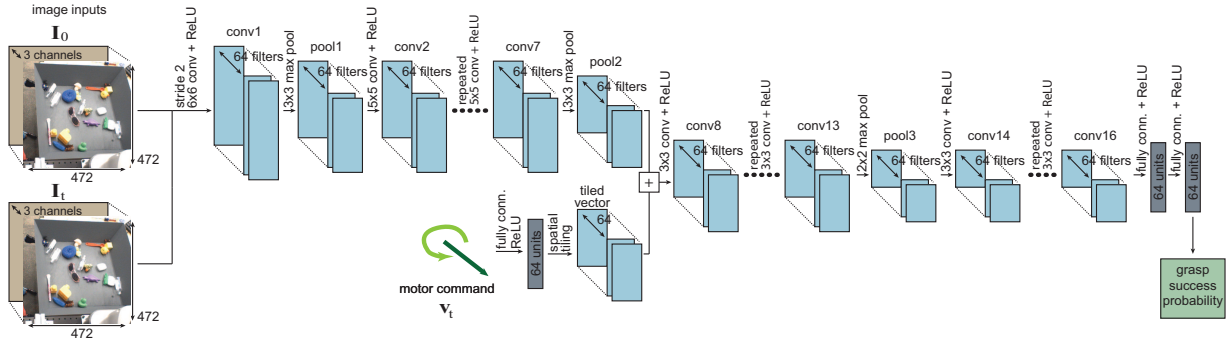 image inputs
I0
3 channels
472
472
It
3 channels
472
472
stride 2
6x6 conv + ReLU
conv1
64 filters
3x3 max pool
pool1
64 filters
5x5 conv + ReLU
conv2
64 filters
repeated
5x5 conv + ReLU
conv7
64 filters
3x3 max pool
pool2
64 filters
motor command
vt
fully conn.
ReLU
64 units
spatial
tiling
tiled
vector
64
+
3x3 conv + ReLU
conv8
64 filters
repeated
3x3 conv + ReLU
conv13
64 filters
2x2 max pool
pool3
64 filters
3x3 conv + ReLU
conv14
64 filters
repeated
3x3 conv + ReLU
conv16
64 filters
fully conn. + ReLU
64 units
fully conn. + ReLU
64 units
grasp
success
probability